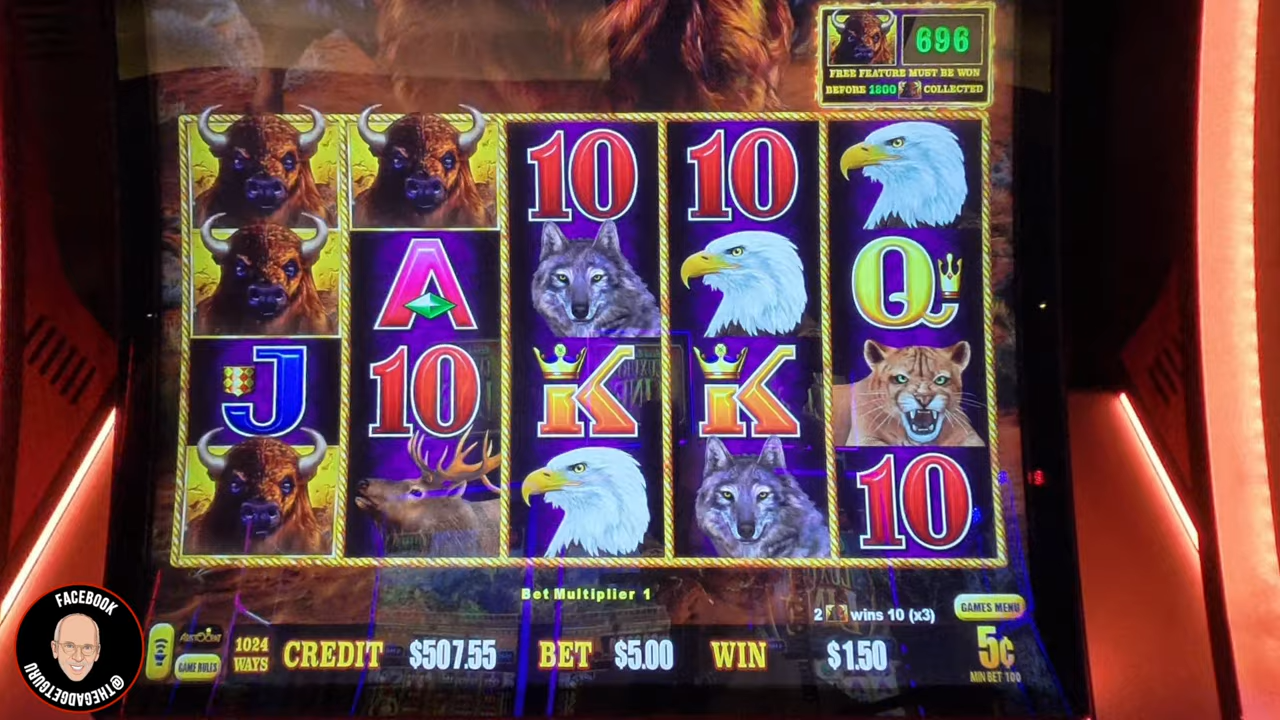 696
FREE FEATURE MUST BE WON
BEFORE 1800 COLLECTED
10 10
A Q
J 10 K K
10
Bet Multiplier 1
2 wins 10 (x3)
GAMES MENU
ARISTOCRAT
GAME RULES
1024 WAYS
CREDIT $507.55 BET $5.00 WIN $1.50
5¢
MIN BET 100
FACEBOOK
@THEGADGETGURU